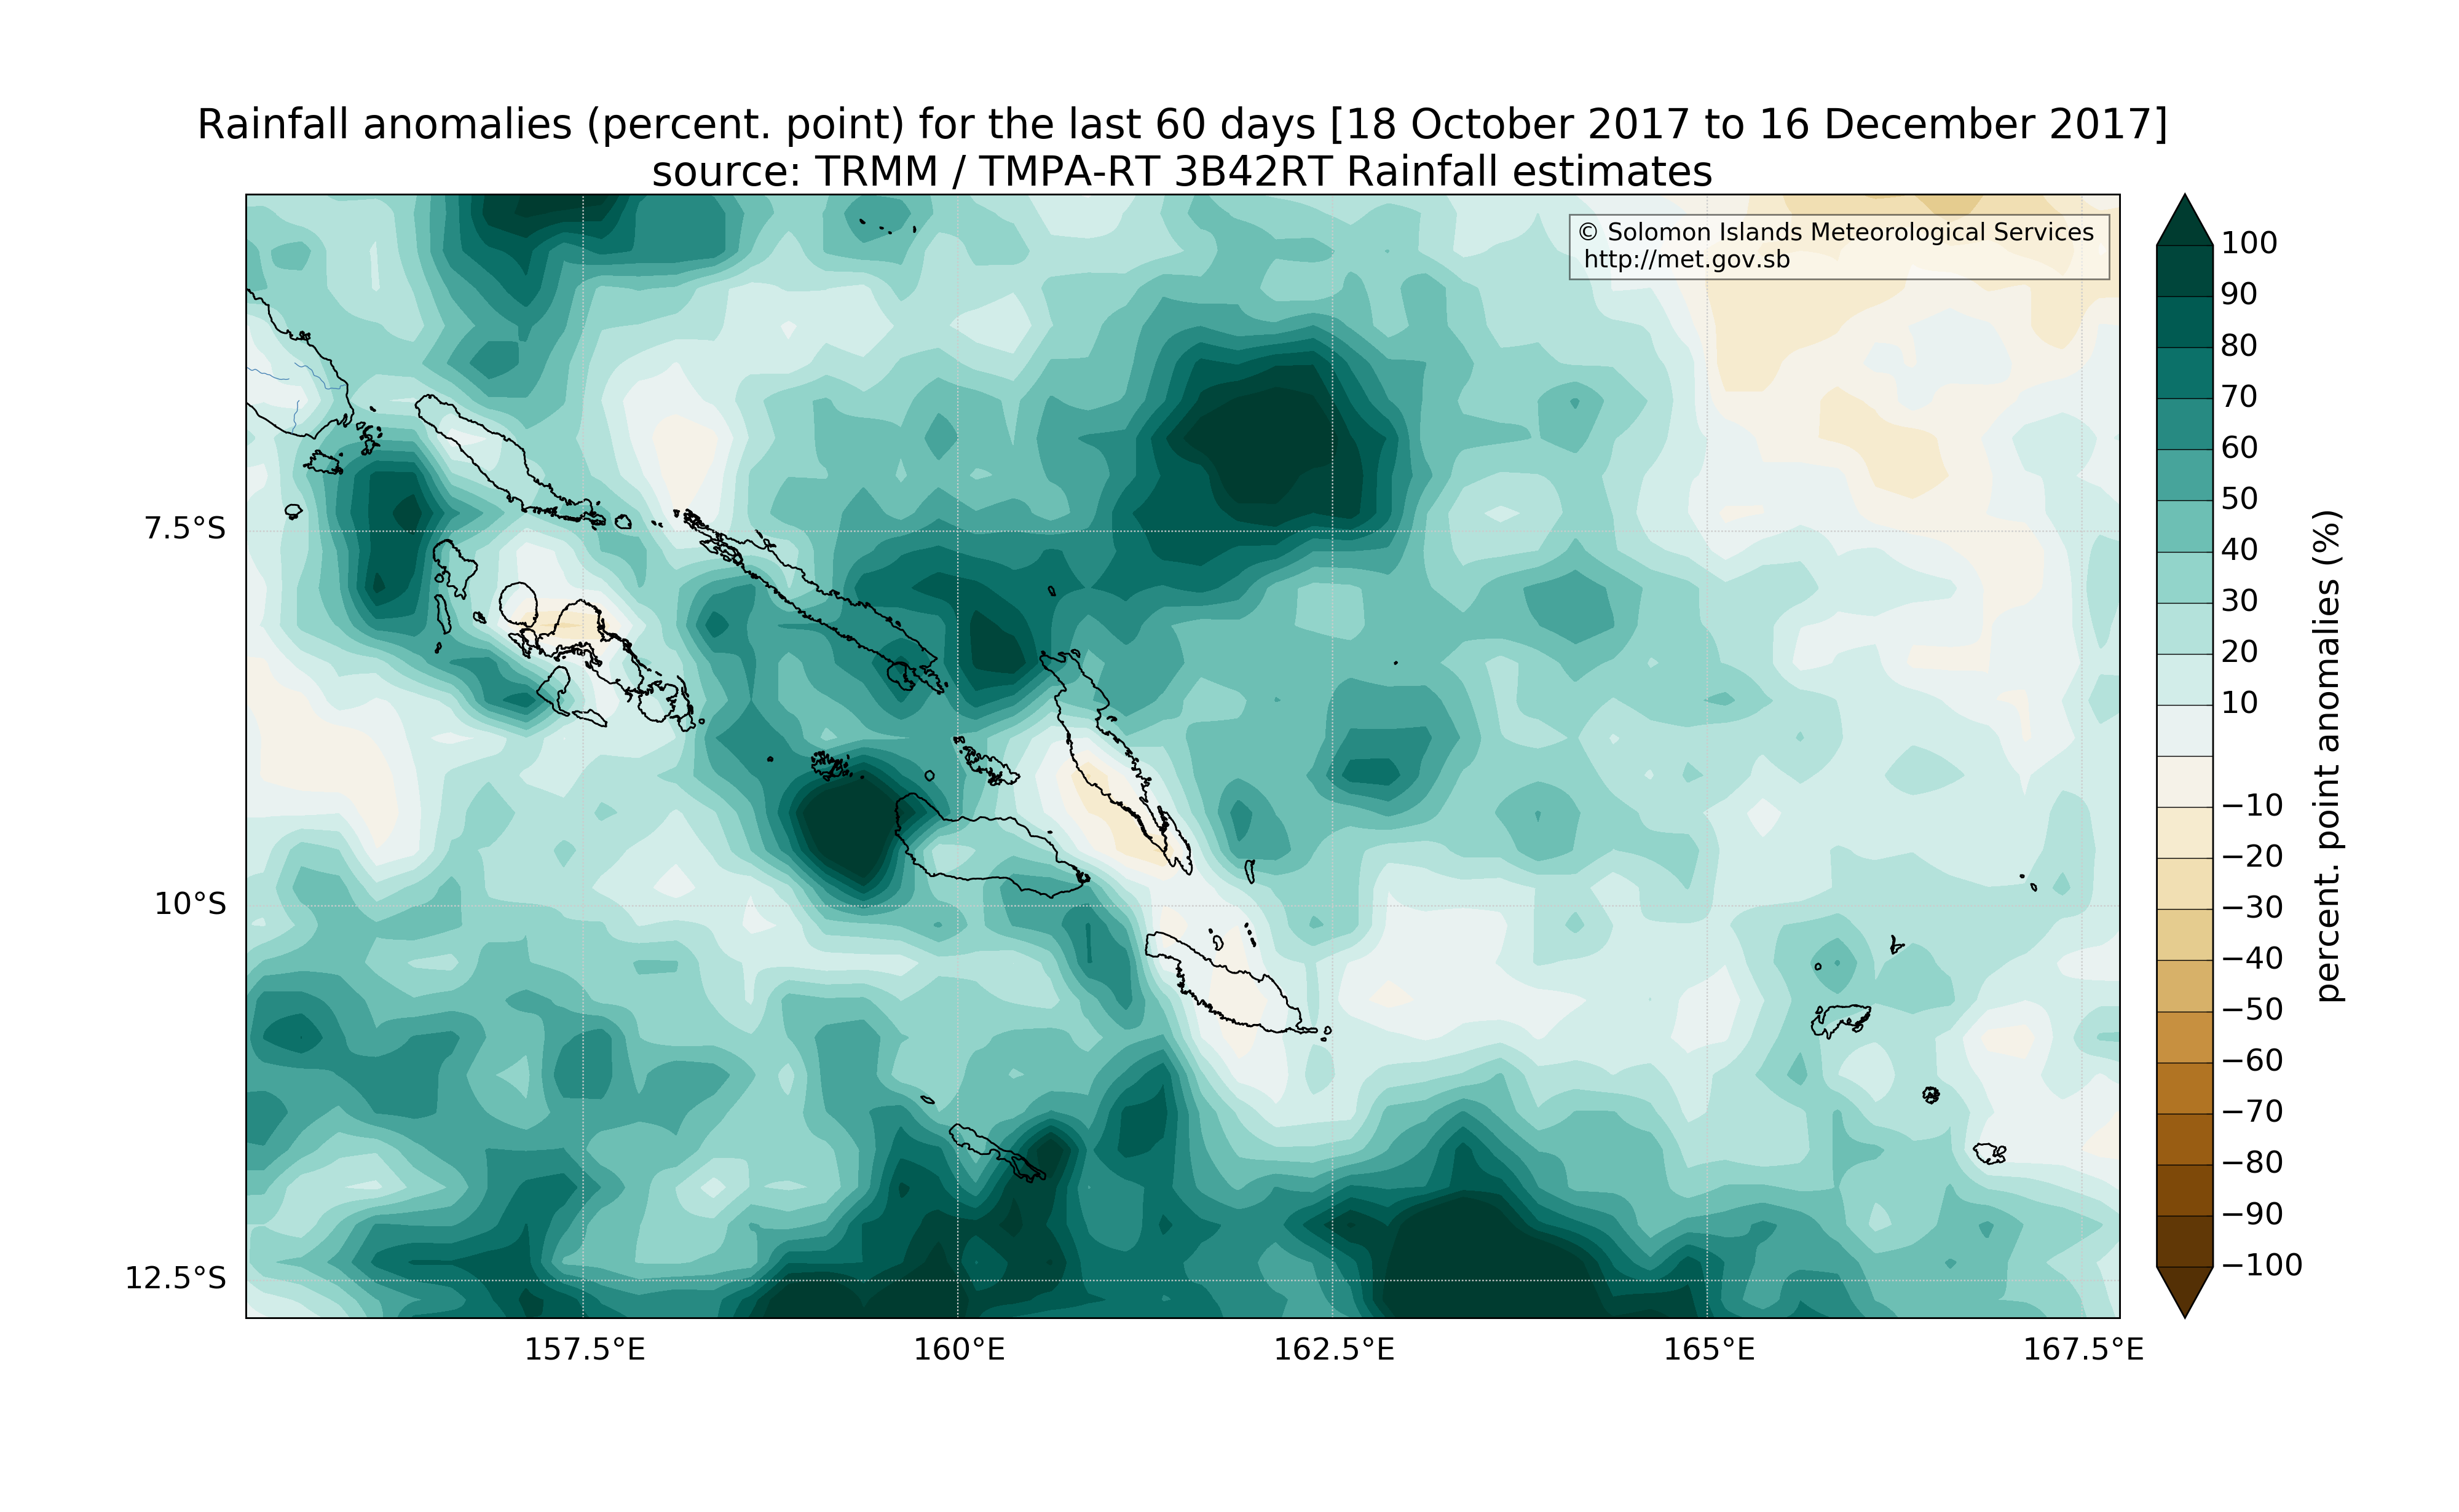 Rainfall anomalies (percent. point) for the last 60 days [18 October 2017 to 16 December 2017]
source: TRMM / TMPA-RT 3B42RT Rainfall estimates
© Solomon Islands Meteorological Services
http://met.gov.sb
7.5°S
10°S
12.5°S
157.5°E
160°E
162.5°E
165°E
167.5°E
100
90
80
70
60
50
40
30
20
10
−10
−20
−30
−40
−50
−60
−70
−80
−90
−100
percent. point anomalies (%)